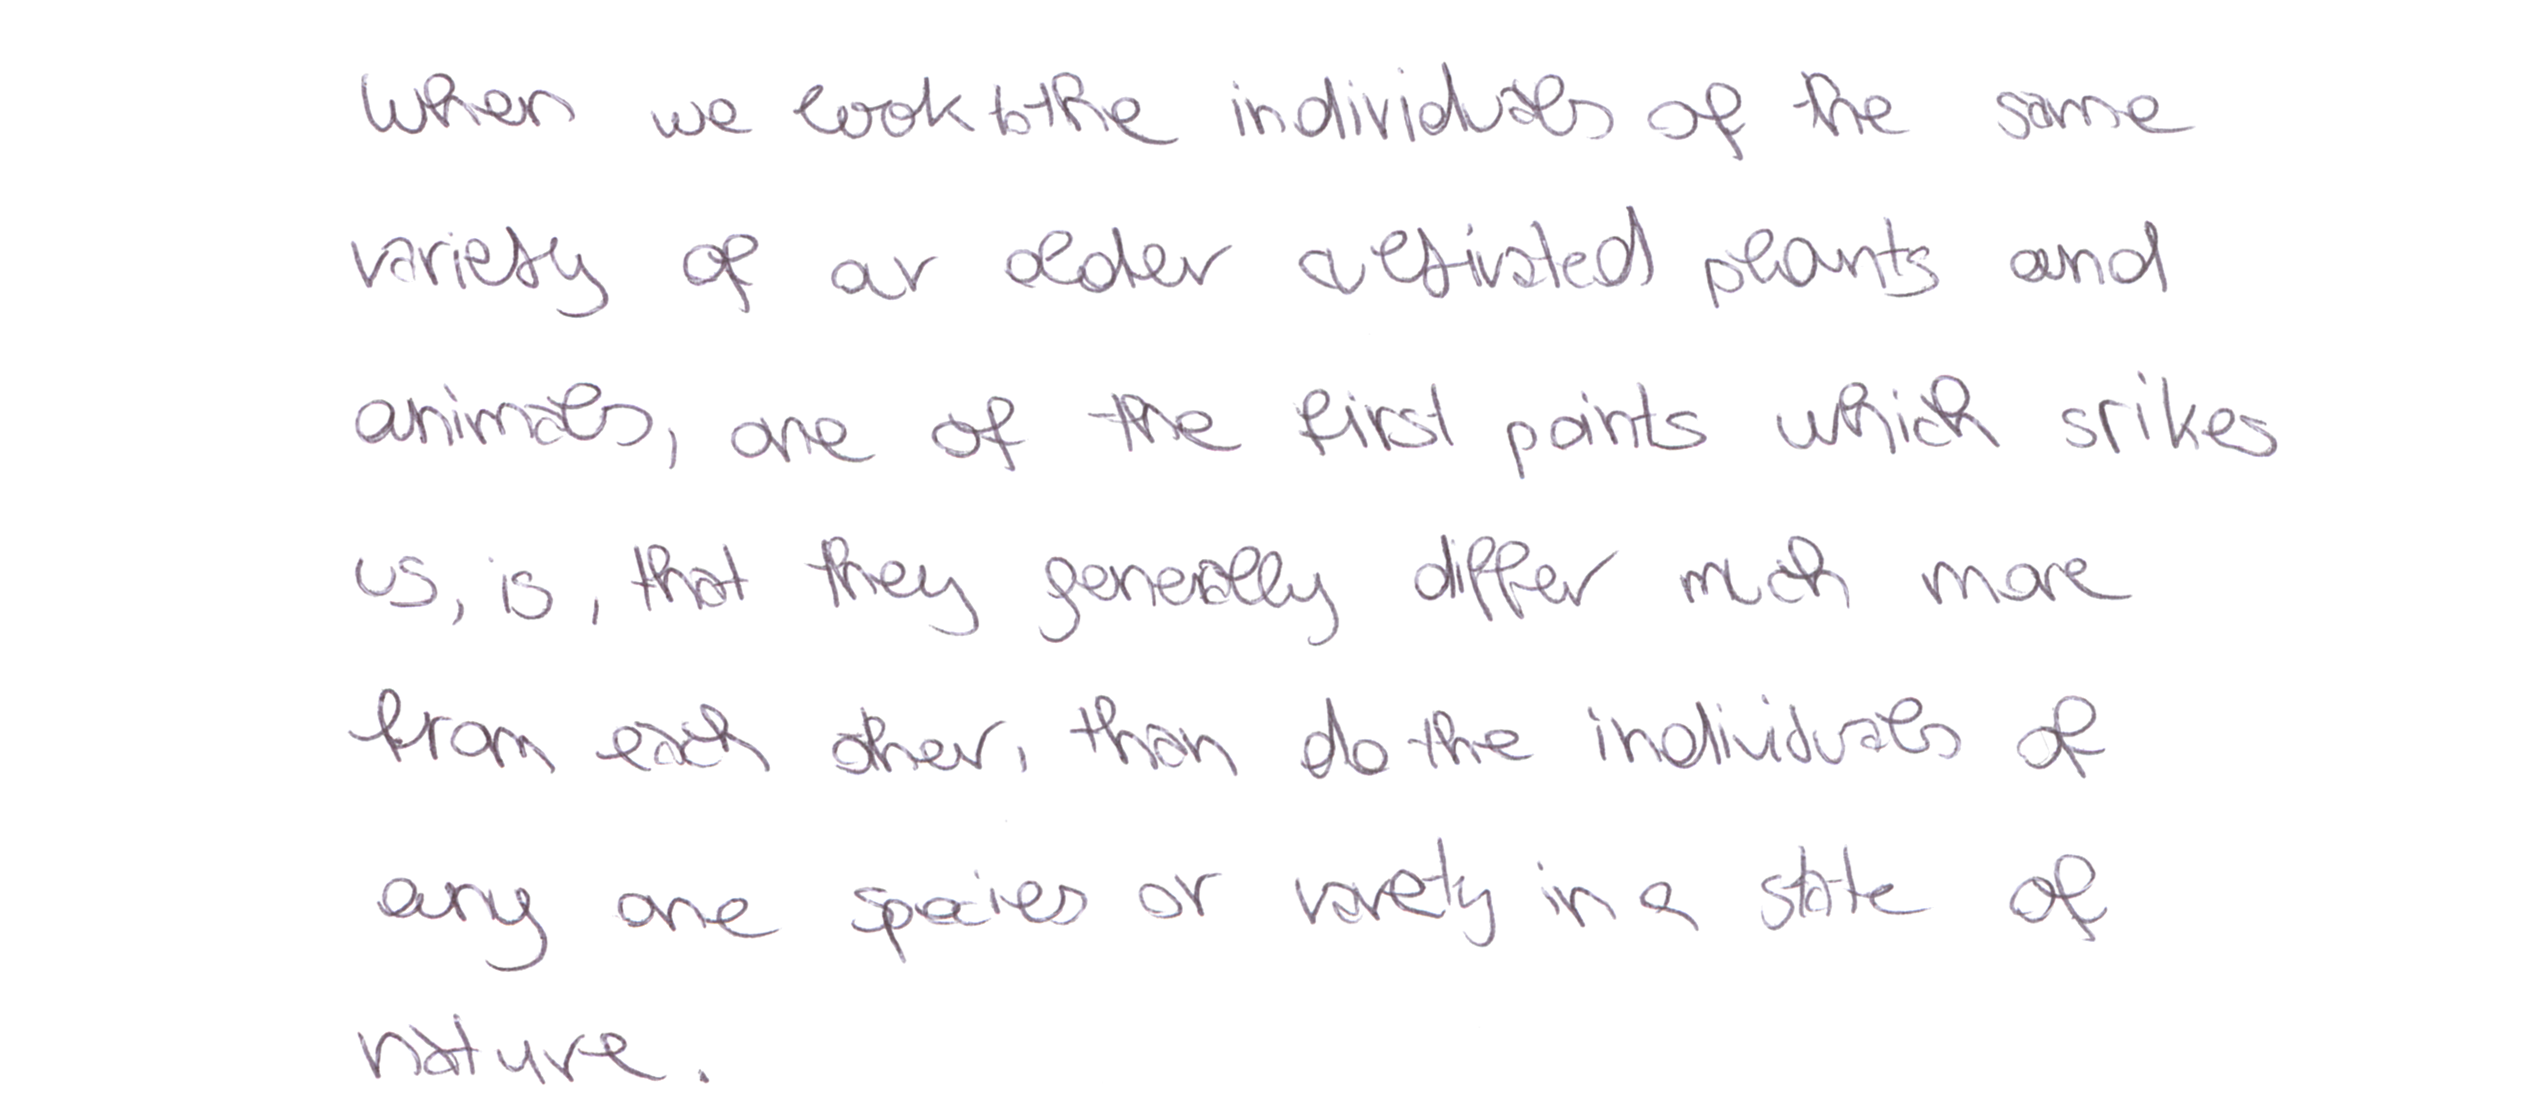 When we look to the individuals of the same
variety of our older cultivated plants and
animals, one of the first points which srikes
us, is, that they generally differ much more
from each other, than do the individuals of
any one species or variety in a state of
nature.